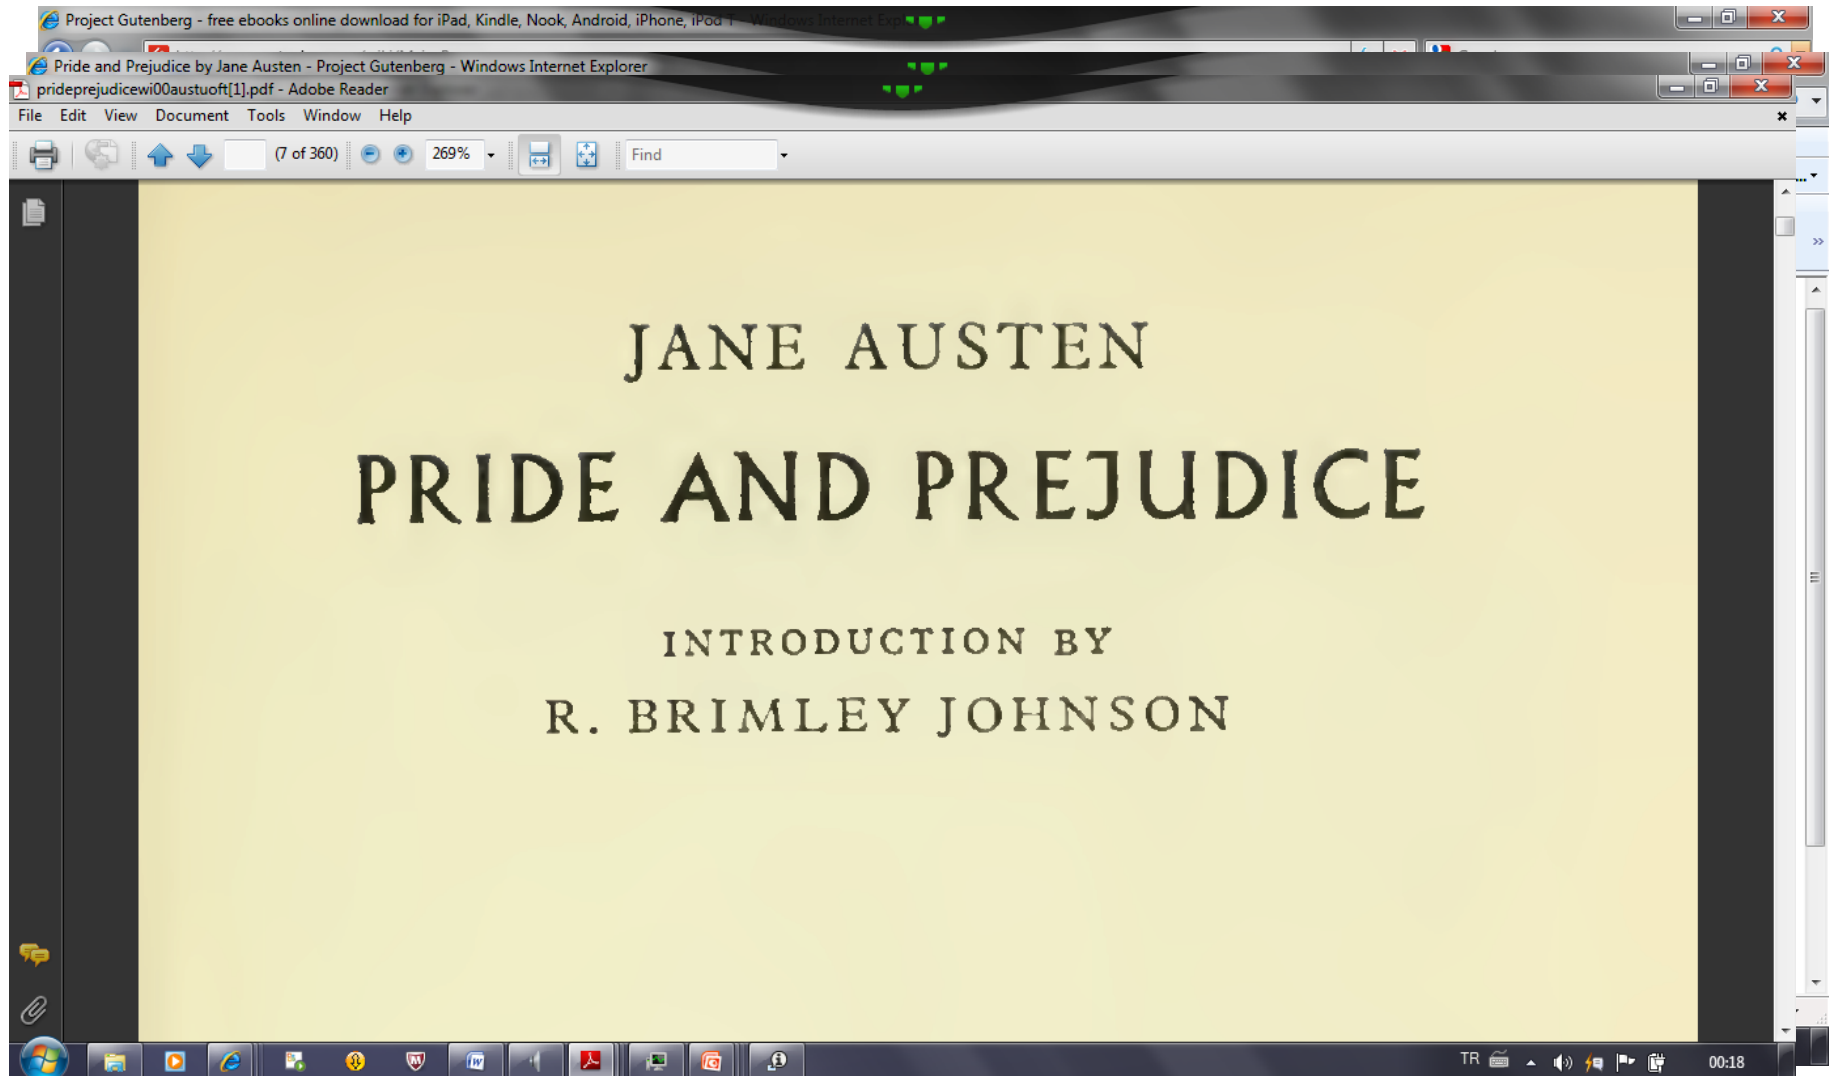 Project Gutenberg - free ebooks online download for iPad, Kindle, Nook, Android, iPhone, iPod T - Windows Internet
Pride and Prejudice by Jane Austen - Project Gutenberg - Windows Internet Explorer
prideprejudicewi00austuoft[1].pdf - Adobe Reader
File Edit View Document Tools Window Help
(7 of 360) 269% Find
JANE AUSTEN
PRIDE AND PREJUDICE
INTRODUCTION BY
R. BRIMLEY JOHNSON
TR 00:18